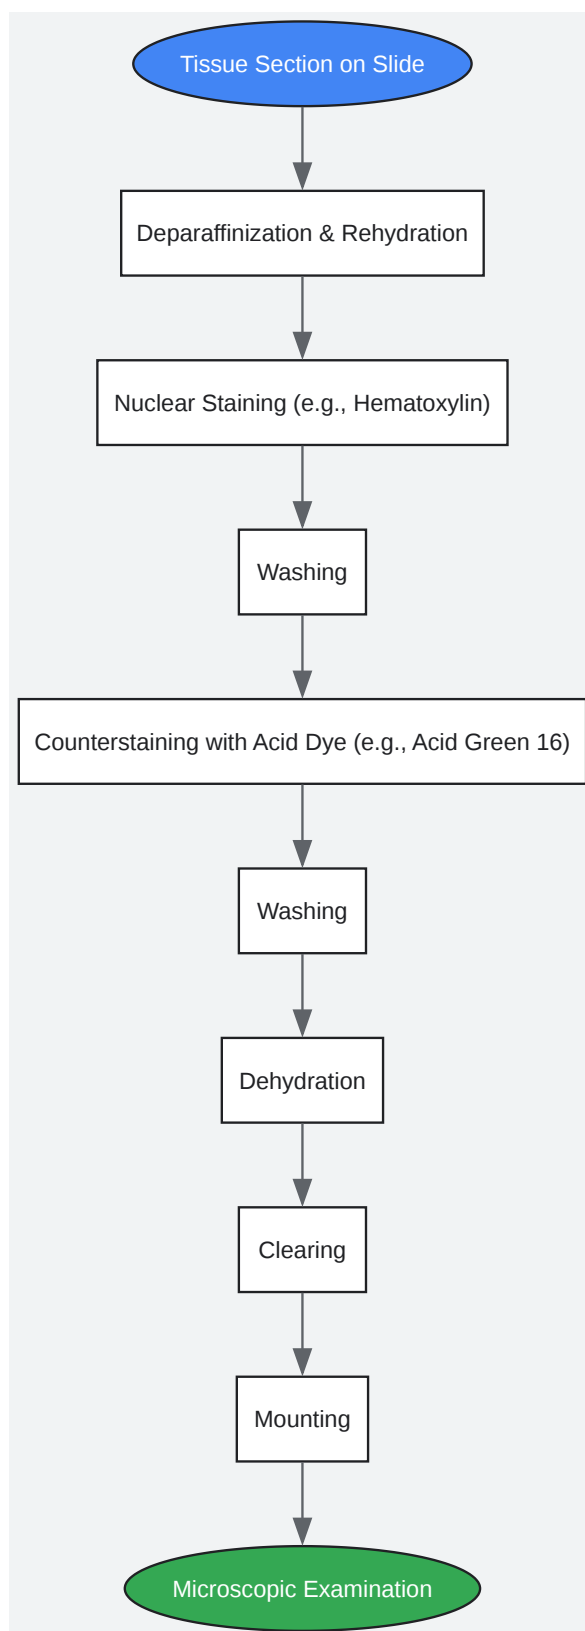 Tissue Section on Slide
Deparaffinization & Rehydration
Nuclear Staining (e.g., Hematoxylin)
Washing
Counterstaining with Acid Dye (e.g., Acid Green 16)
Washing
Dehydration
Clearing
Mounting
Microscopic Examination